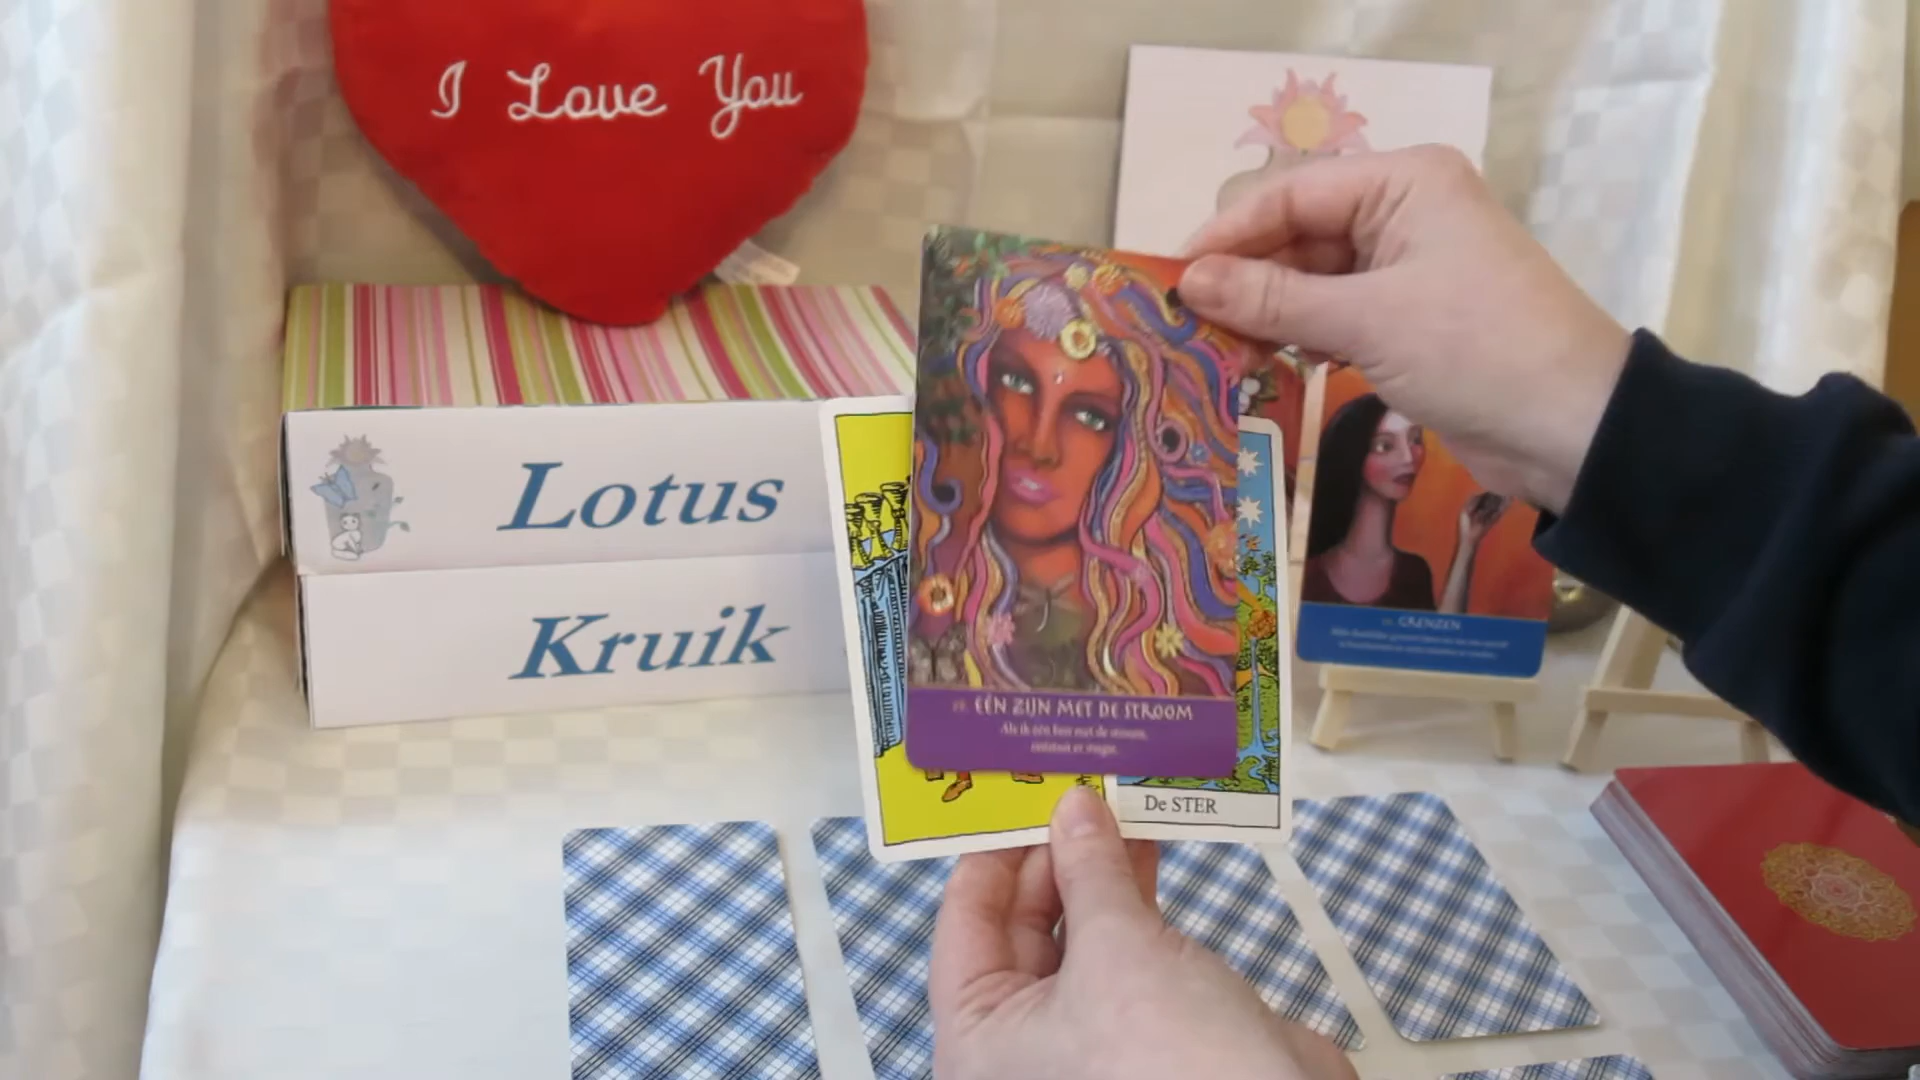 I Love You
Lotus
Kruik
28. EÉN ZIJN MET DE STROOM
Als ik één ben met de stroom,
ontstaat er magie.
De STER
GRENZEN